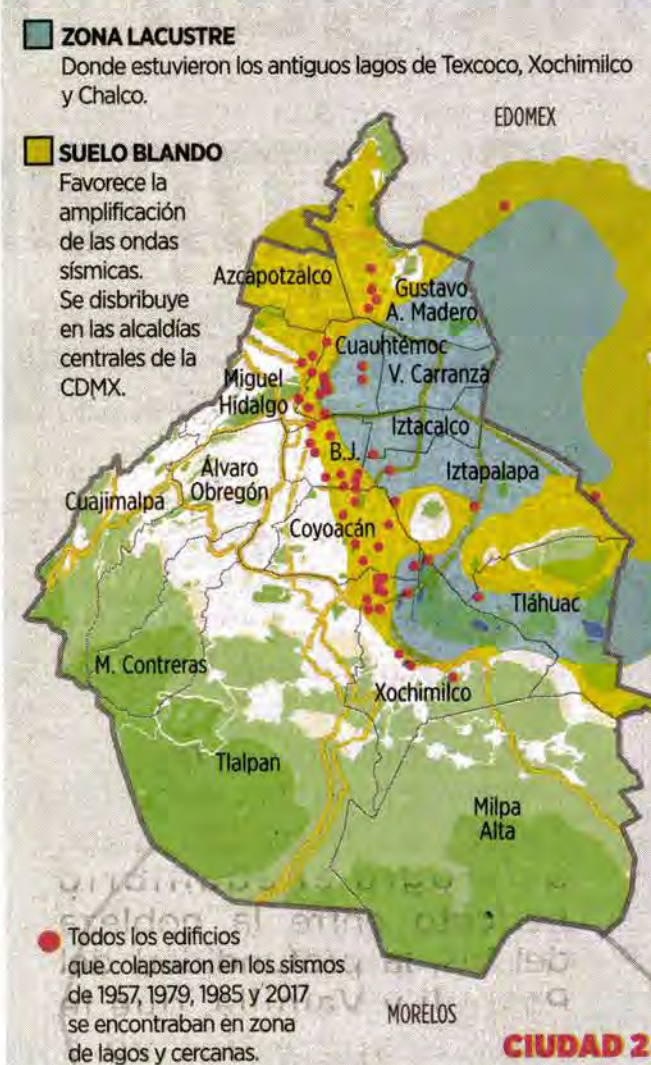 ZONA LACUSTRE
Donde estuvieron los antiguos lagos de Texcoco, Xochimilco
y Chalco.
EDOMEX
SUELO BLANDO
Favorece la
amplificación
de las ondas
sísmicas.
Se disbribuye
en las alcaldías
centrales de la
CDMX.
Azcapotzalco
Gustavo
A. Madero
Cuauhtémoc
V. Carranza
Miguel
Hidalgo
Iztacalco
B.J.
Iztapalapa
Álvaro
Obregón
Cuajimalpa
Coyoacán
Tláhuac
M. Contreras
Xochimilco
Tlalpan
Milpa
Alta
Todos los edificios
que colapsaron en los sismos
de 1957, 1979, 1985 y 2017
se encontraban en zona
de lagos y cercanas.
MORELOS
CIUDAD 2